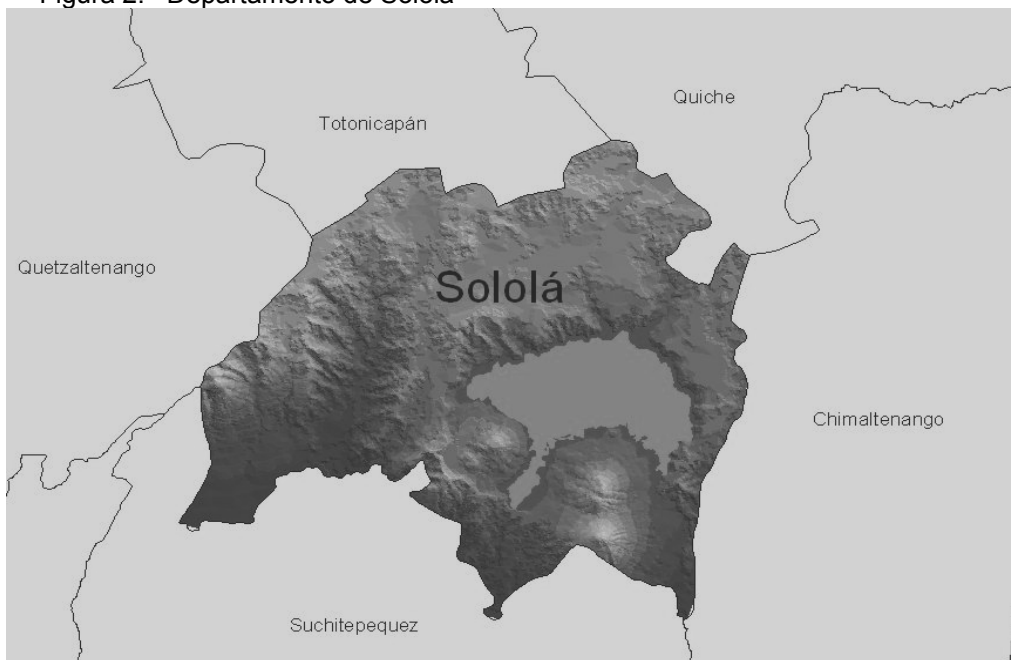 Figura 2. Departamento de Sololá
Quiche
Totonicapán
Quetzaltenango
Sololá
Chimaltenango
Suchitepequez